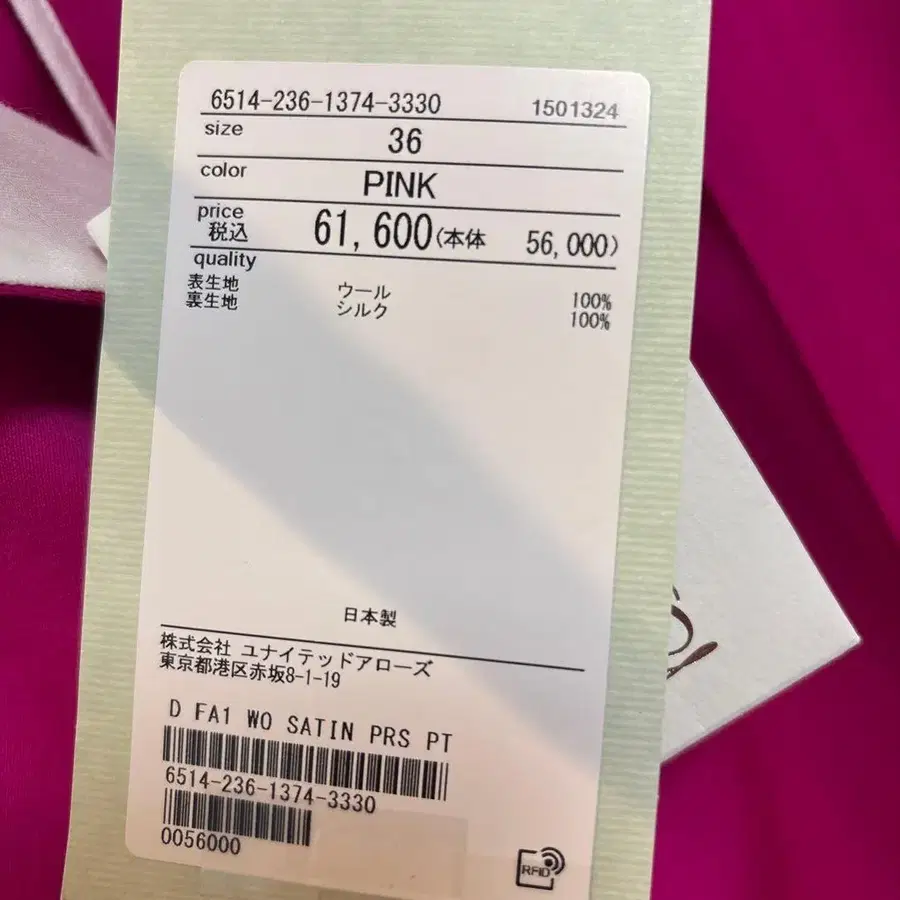 6514-236-1374-3330 1501324
size 36
color PINK
price
税込 61,600(本体 56,000)
quality
表生地 ウール 100%
裏生地 シルク 100%
日本製
株式会社 ユナイテッドアローズ
東京都港区赤坂8-1-19
D FA1 WO SATIN PRS PT
6514-236-1374-3330
0056000
RFID